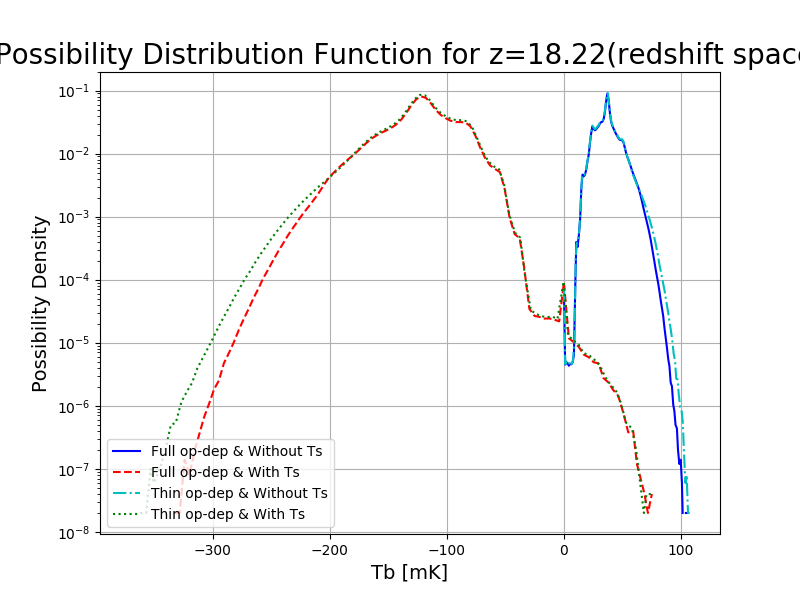 Possibility Distribution Function for z=18.22(redshift space
Possibility Density
10⁻¹
10⁻²
10⁻³
10⁻⁴
10⁻⁵
10⁻⁶
10⁻⁷
10⁻⁸
Full op-dep & Without Ts
Full op-dep & With Ts
Thin op-dep & Without Ts
Thin op-dep & With Ts
−300 −200 −100 0 100
Tb [mK]